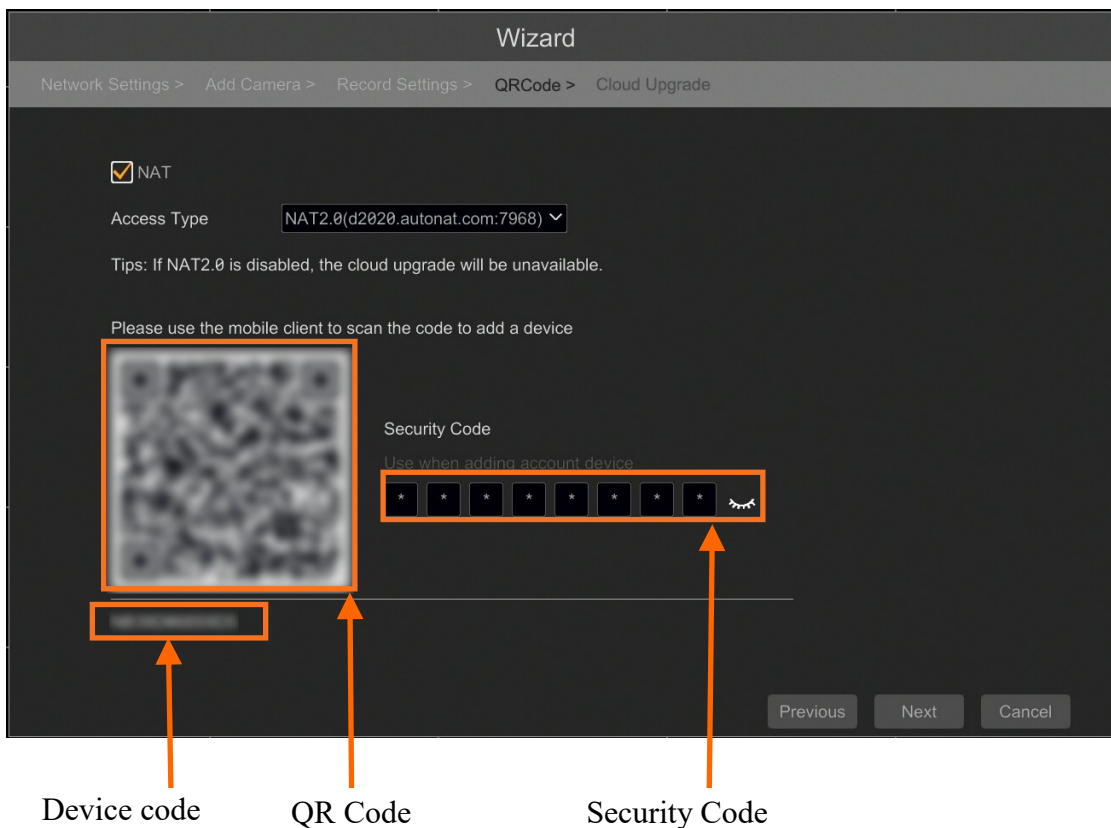 Wizard
Network Settings > Add Camera > Record Settings > QRCode > Cloud Upgrade
NAT
Access Type NAT2.0(d2020.autonat.com:7968)
Tips: If NAT2.0 is disabled, the cloud upgrade will be unavailable.
Please use the mobile client to scan the code to add a device
Security Code
Use when adding account device
* * * * * * * *
Previous Next Cancel
Device code QR Code Security Code